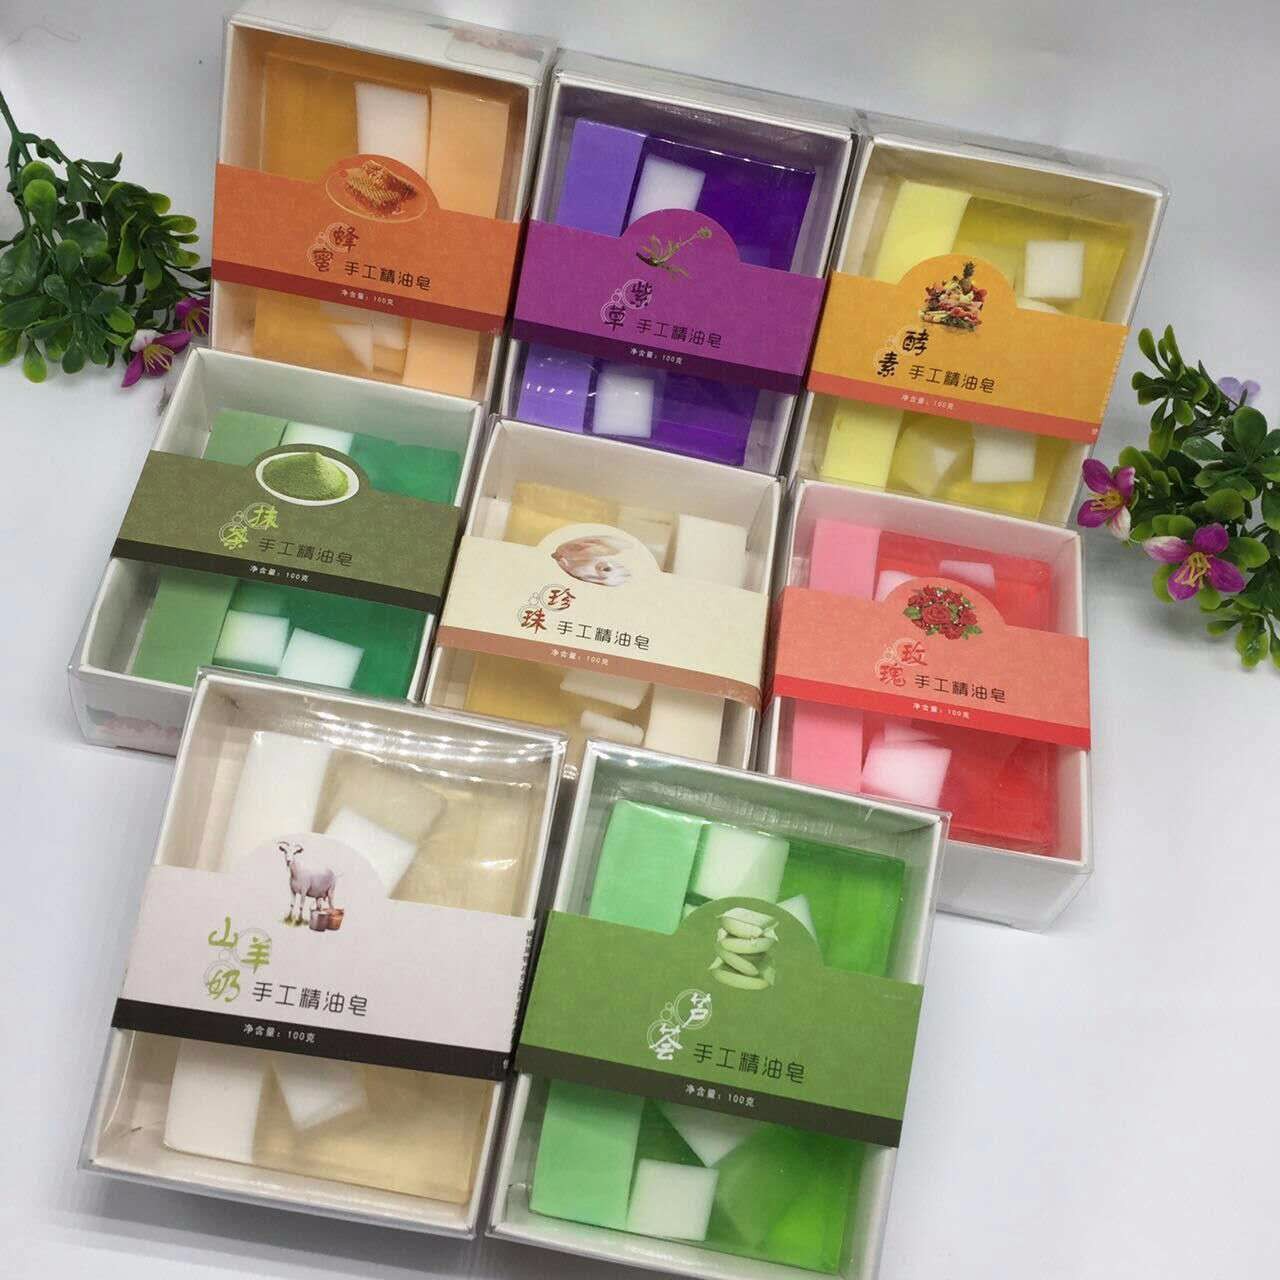 蜂蜜 手工精油皂
净含量：100克
紫草 手工精油皂
净含量：100克
酵素 手工精油皂
净含量：100克
抹茶 手工精油皂
净含量：100克
珍珠 手工精油皂
净含量：100克
玫瑰 手工精油皂
净含量：100克
山羊奶 手工精油皂
净含量：100克
芦荟 手工精油皂
净含量：100克